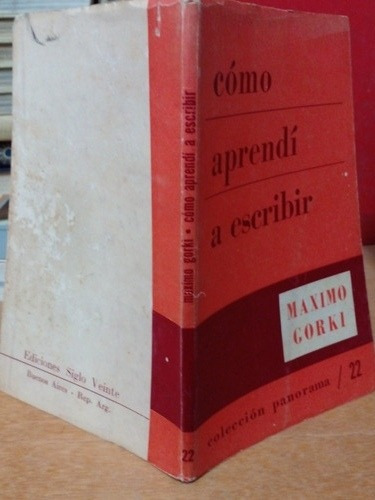 cómo
aprendí
a escribir
MAXIMO
GORKI
colección panorama / 22
maximo gorki • cómo aprendí a escribir
22
Ediciones Siglo Veinte
Buenos Aires - Rep. Arg.